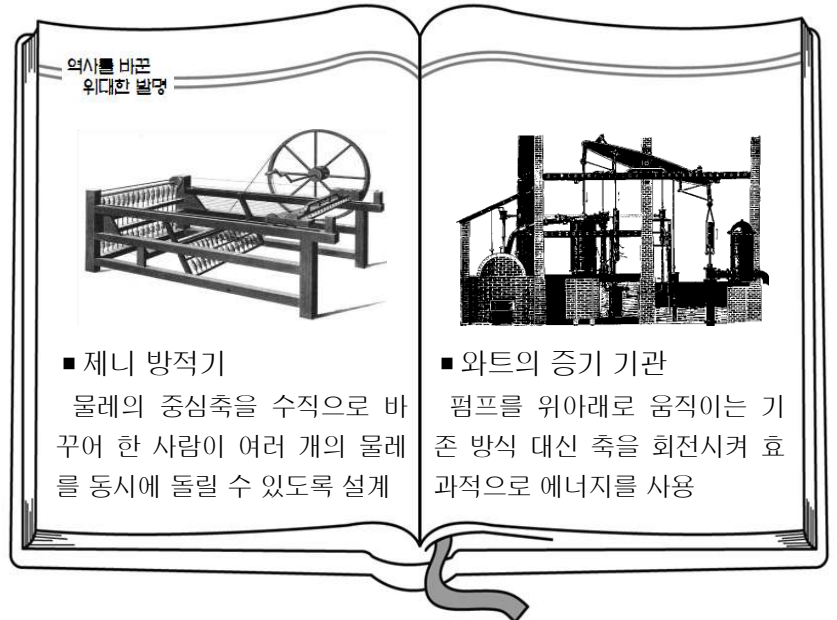 역사를 바꾼
위대한 발명
■ 제니 방적기
물레의 중심축을 수직으로 바
꾸어 한 사람이 여러 개의 물레
를 동시에 돌릴 수 있도록 설계
■ 와트의 증기 기관
펌프를 위아래로 움직이는 기
존 방식 대신 축을 회전시켜 효
과적으로 에너지를 사용